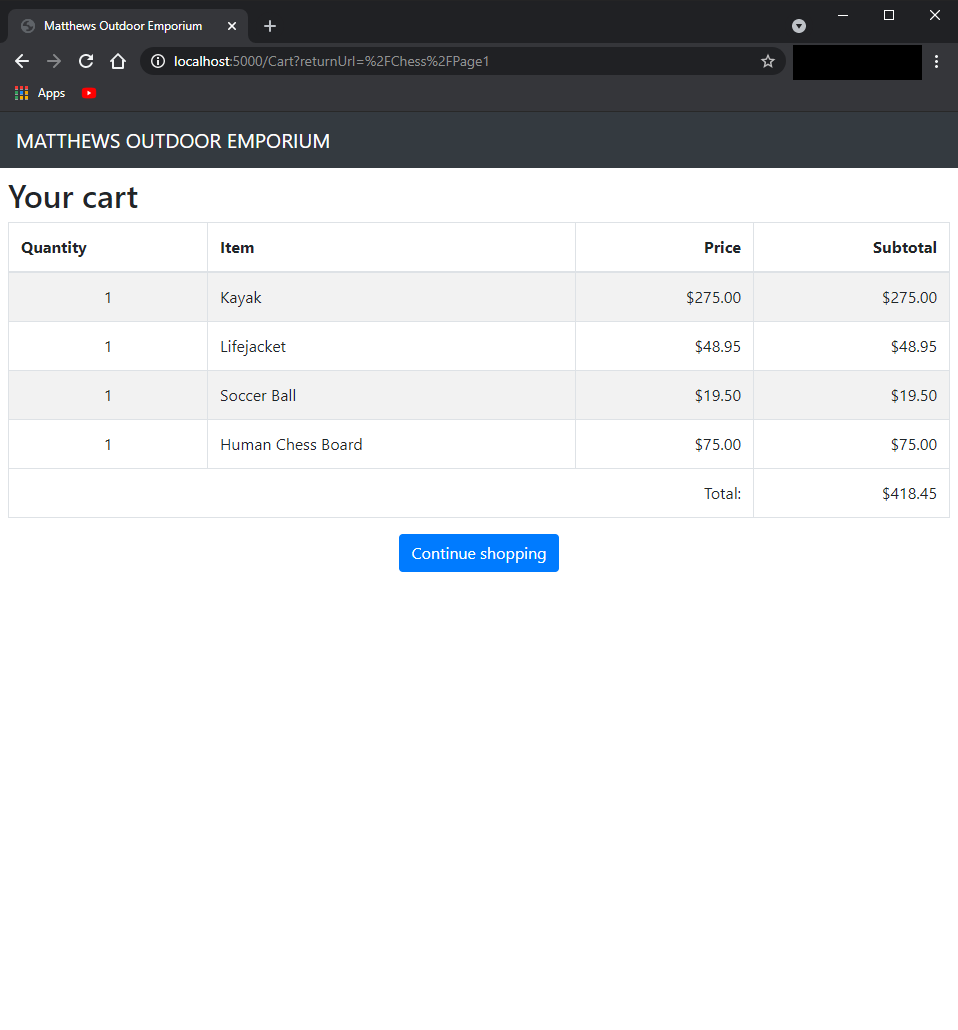 Matthews Outdoor Emporium
localhost:5000/Cart?returnUrl=%2FChess%2FPage1
Apps
MATTHEWS OUTDOOR EMPORIUM
Your cart
Quantity Item Price Subtotal
1 Kayak $275.00 $275.00
1 Lifejacket $48.95 $48.95
1 Soccer Ball $19.50 $19.50
1 Human Chess Board $75.00 $75.00
Total: $418.45
Continue shopping